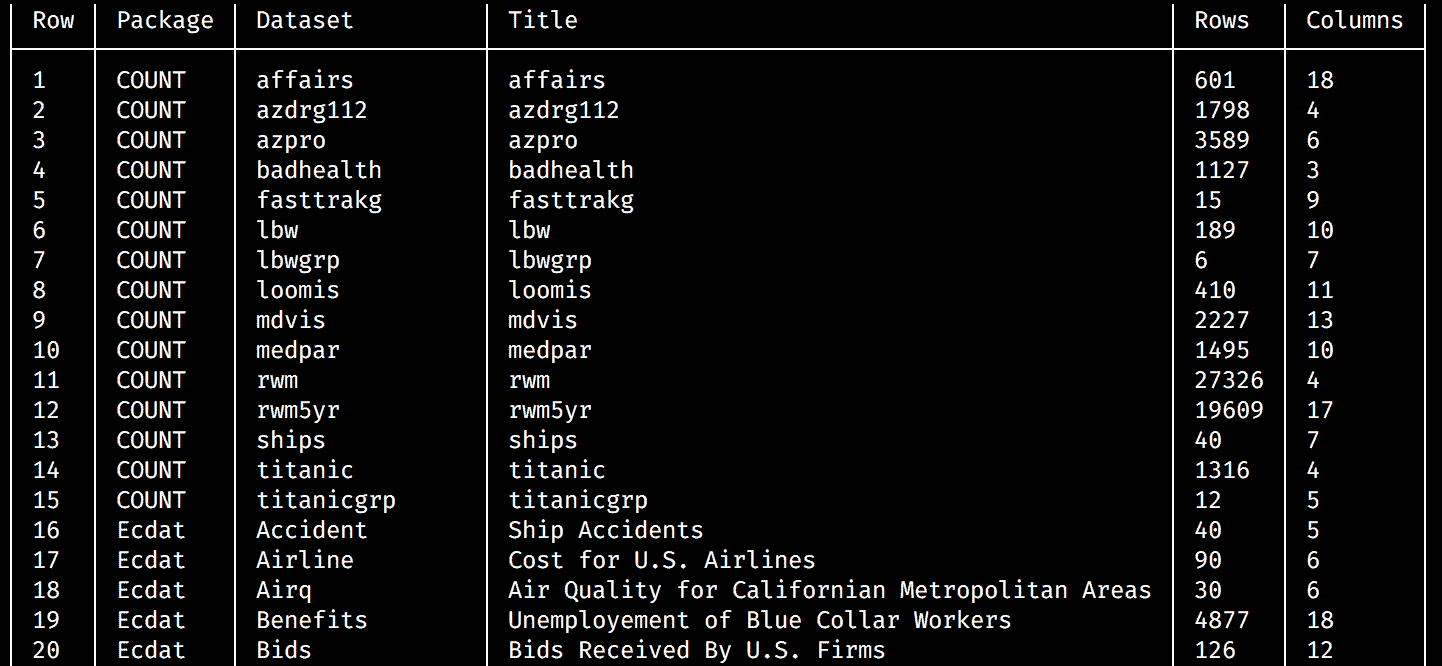 Row Package Dataset Title Rows Columns
1 COUNT affairs affairs 601 18
2 COUNT azdrg112 azdrg112 1798 4
3 COUNT azpro azpro 3589 6
4 COUNT badhealth badhealth 1127 3
5 COUNT fasttrakg fasttrakg 15 9
6 COUNT lbw lbw 189 10
7 COUNT lbwgrp lbwgrp 6 7
8 COUNT loomis loomis 410 11
9 COUNT mdvis mdvis 2227 13
10 COUNT medpar medpar 1495 10
11 COUNT rwm rwm 27326 4
12 COUNT rwm5yr rwm5yr 19609 17
13 COUNT ships ships 40 7
14 COUNT titanic titanic 1316 4
15 COUNT titanicgrp titanicgrp 12 5
16 Ecdat Accident Ship Accidents 40 5
17 Ecdat Airline Cost for U.S. Airlines 90 6
18 Ecdat Airq Air Quality for Californian Metropolitan Areas 30 6
19 Ecdat Benefits Unemployement of Blue Collar Workers 4877 18
20 Ecdat Bids Bids Received By U.S. Firms 126 12